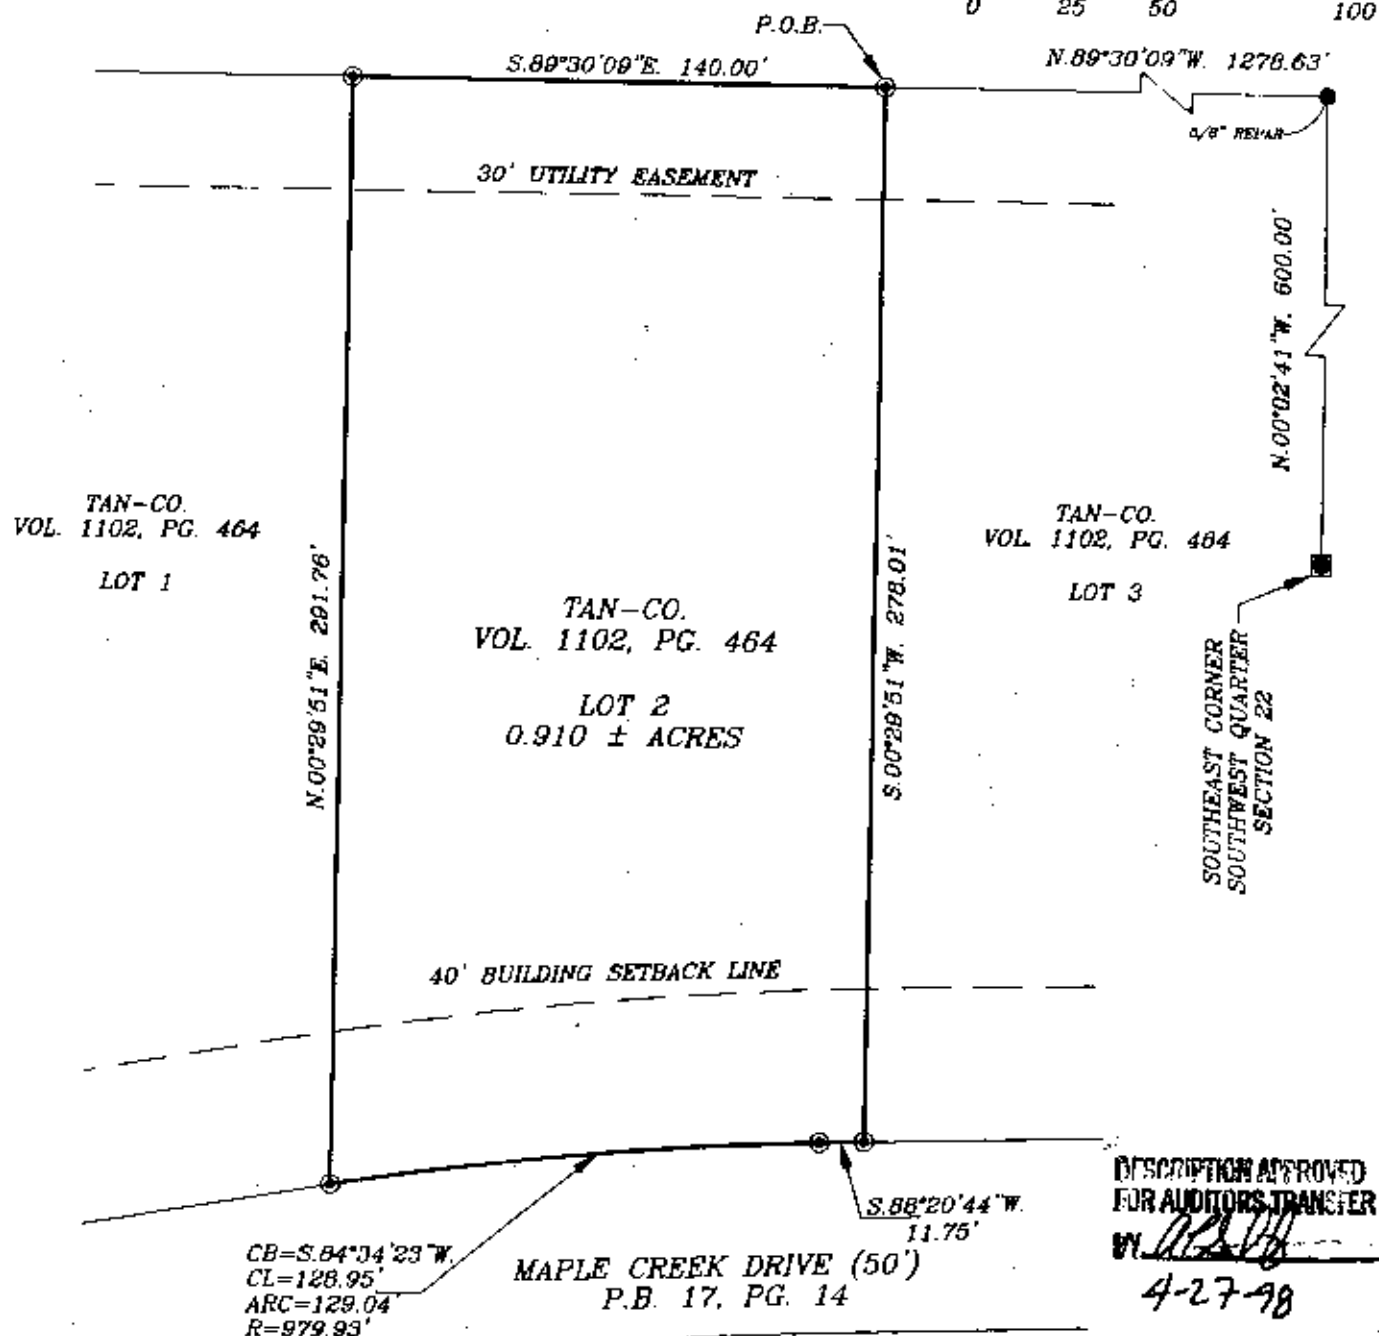 0 25 50 100
P.O.B.
S.89°30'09"E. 140.00'
N.89°30'09"W. 1278.63'
5/8" REBAR
30' UTILITY EASEMENT
N.00°02'41"W. 600.00'
TAN-CO.
VOL. 1102, PG. 464
LOT 1
N.00°29'51"E. 291.76'
TAN-CO.
VOL. 1102, PG. 464
LOT 2
0.910 ± ACRES
S.00°29'51"W. 278.01'
TAN-CO.
VOL. 1102, PG. 464
LOT 3
SOUTHEAST CORNER
SOUTHWEST QUARTER
SECTION 22
40' BUILDING SETBACK LINE
S.88°20'44"W.
11.75'
CB=S.84°34'23"W.
CL=128.95'
ARC=129.04'
R=979.93'
MAPLE CREEK DRIVE (50')
P.B. 17, PG. 14
DESCRIPTION APPROVED
FOR AUDITORS TRANSFER
BY
4-27-98